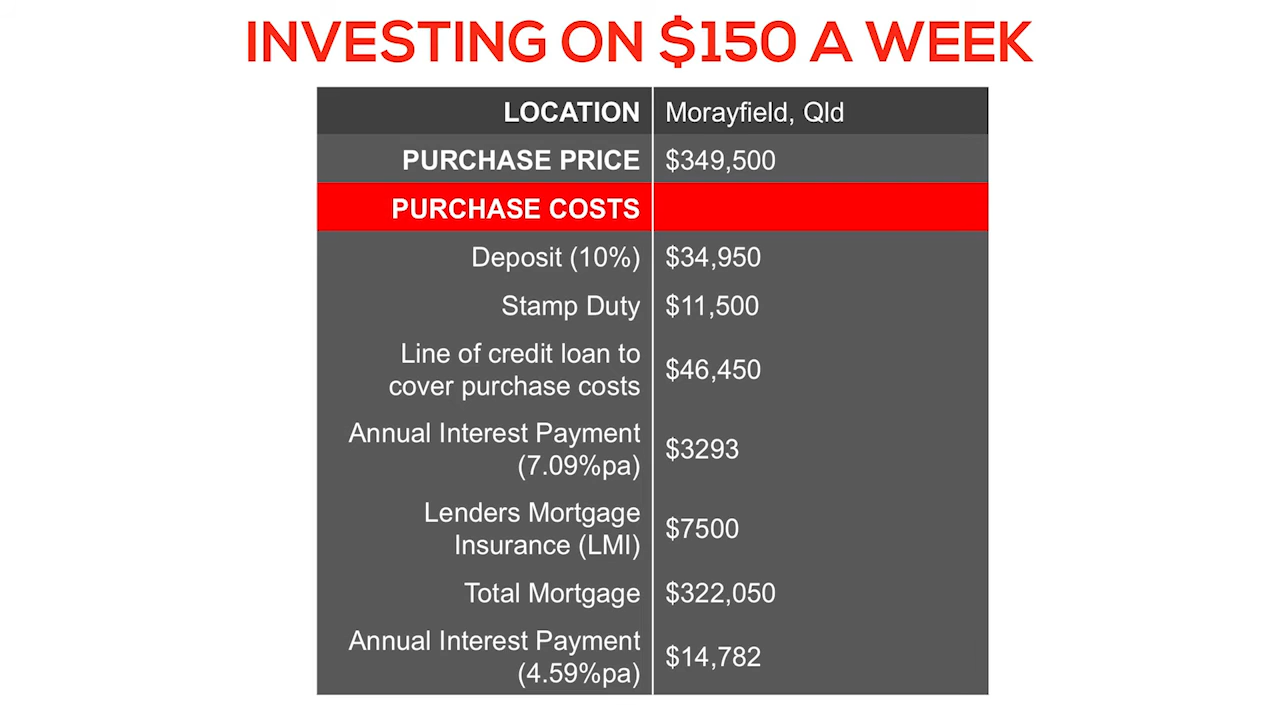 INVESTING ON $150 A WEEK
LOCATION Morayfield, Qld
PURCHASE PRICE $349,500
PURCHASE COSTS
Deposit (10%) $34,950
Stamp Duty $11,500
Line of credit loan to
cover purchase costs $46,450
Annual Interest Payment
(7.09%pa) $3293
Lenders Mortgage
Insurance (LMI) $7500
Total Mortgage $322,050
Annual Interest Payment
(4.59%pa) $14,782